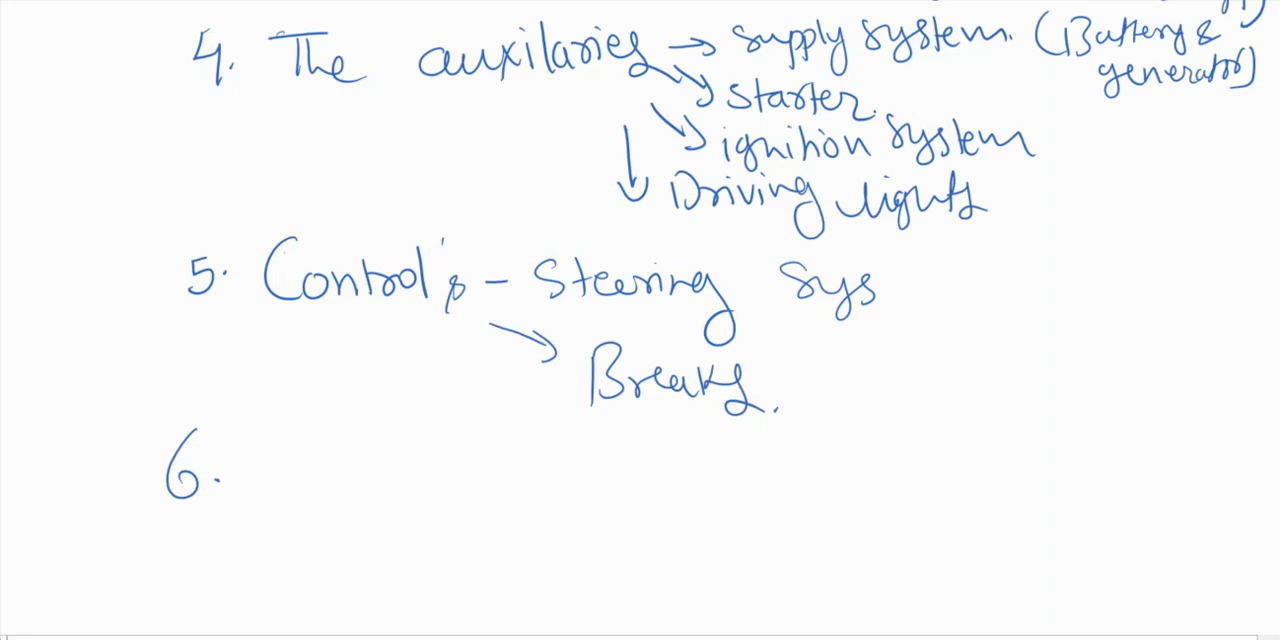 4. The auxilaries → Supply system. (Battery &
generator)
↘ Starter.
↘ ignition system
↓ Driving lights
5. Control's - Steering Sys
→ Breaks.
6.